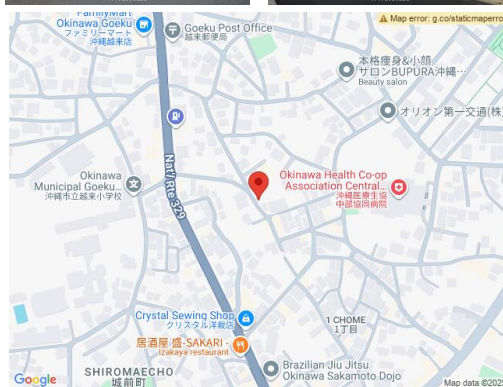 FamilyMart
Okinawa Goeku
ファミリーマート
沖縄越来店
Goeku Post Office
越来郵便局
Map error: g.co/staticmaperro
本格痩身&小顔
サロンBUPURA沖縄…
Beauty salon
オリオン第一交通(株)
Okinawa
Municipal Goeku...
沖縄市立越来小学校
Nat'l Rte 329
Okinawa Health Co-op
Association Central...
沖縄医療生協
中部協同病院
Crystal Sewing Shop
クリスタル洋裁店
居酒屋 盛-SAKARI -
Izakaya restaurant
1 CHOME
1丁目
SHIROMAECHO
城前町
Brazilian Jiu Jitsu
Okinawa Sakamoto Dojo
Google
Map data ©202